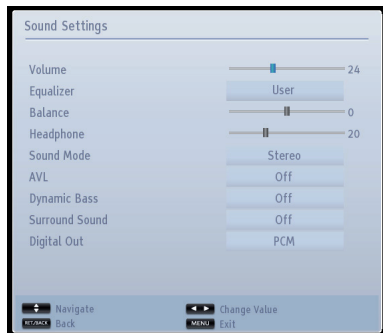 Sound Settings
Volume 24
Equalizer User
Balance 0
Headphone 20
Sound Mode Stereo
AVL Off
Dynamic Bass Off
Surround Sound Off
Digital Out PCM
Navigate Change Value
RET/BACK Back MENU Exit